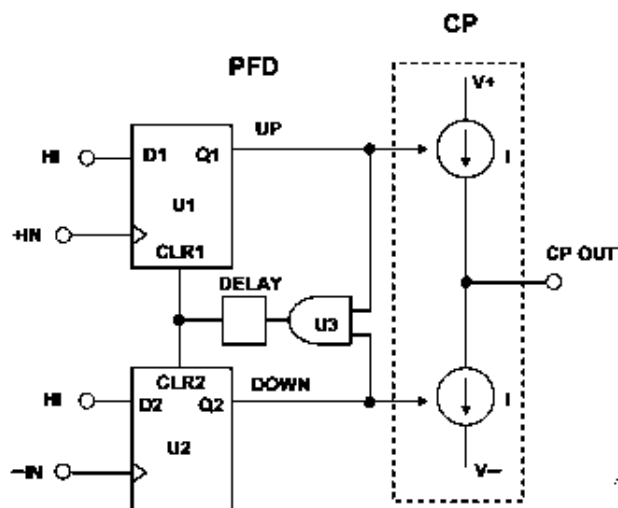 CP
PFD
V+
UP
HI
D1 Q1
I
U1
+IN
CLR1
CP OUT
DELAY
U3
CLR2
DOWN
HI
D2 Q2
I
U2
−IN
V−